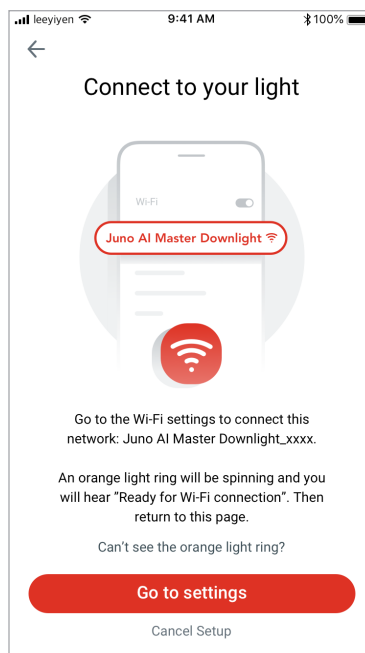 leeyiyen 9:41 AM 100%
Connect to your light
Wi-Fi
Juno AI Master Downlight
Go to the Wi-Fi settings to connect this
network: Juno AI Master Downlight_xxxx.
An orange light ring will be spinning and you
will hear ”Ready for Wi-Fi connection”. Then
return to this page.
Can’t see the orange light ring?
Go to settings
Cancel Setup